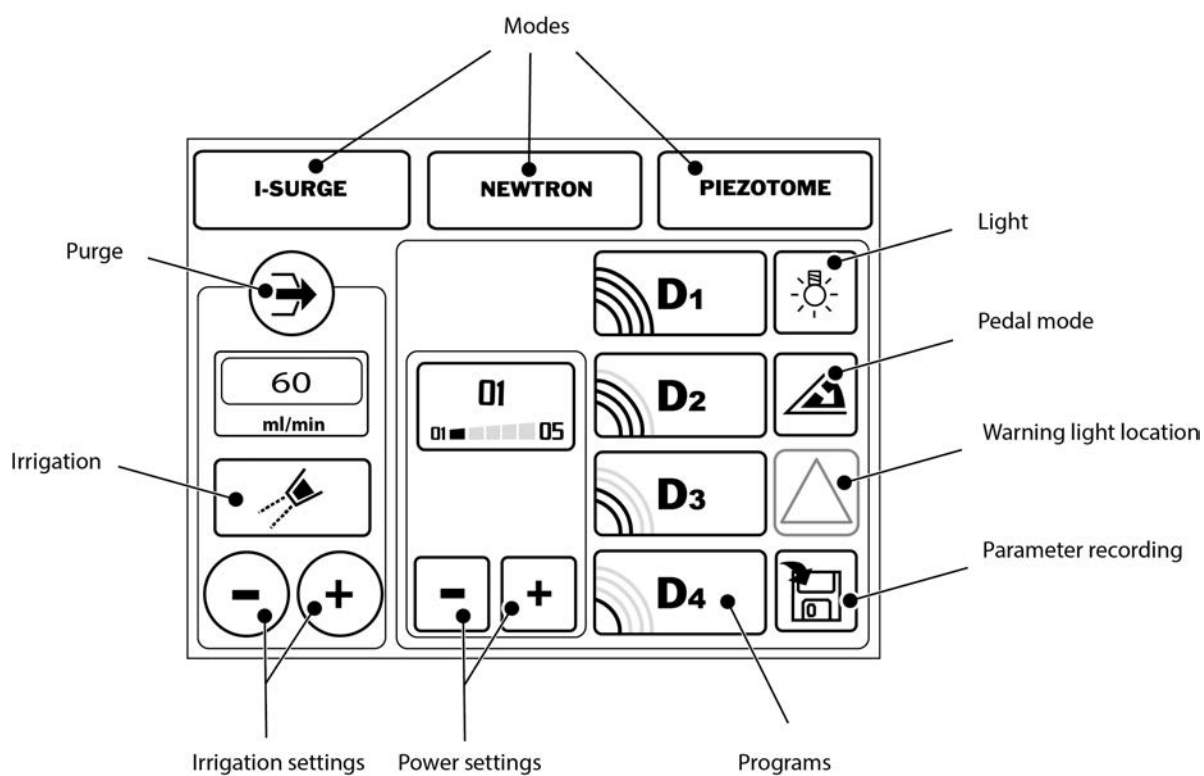 Modes
I-SURGE
NEWTRON
PIEZOTOME
Purge
Light
D1
Pedal mode
60
ml/min
01
01 05
D2
Warning light location
Irrigation
D3
Parameter recording
- +
- +
D4
Irrigation settings
Power settings
Programs